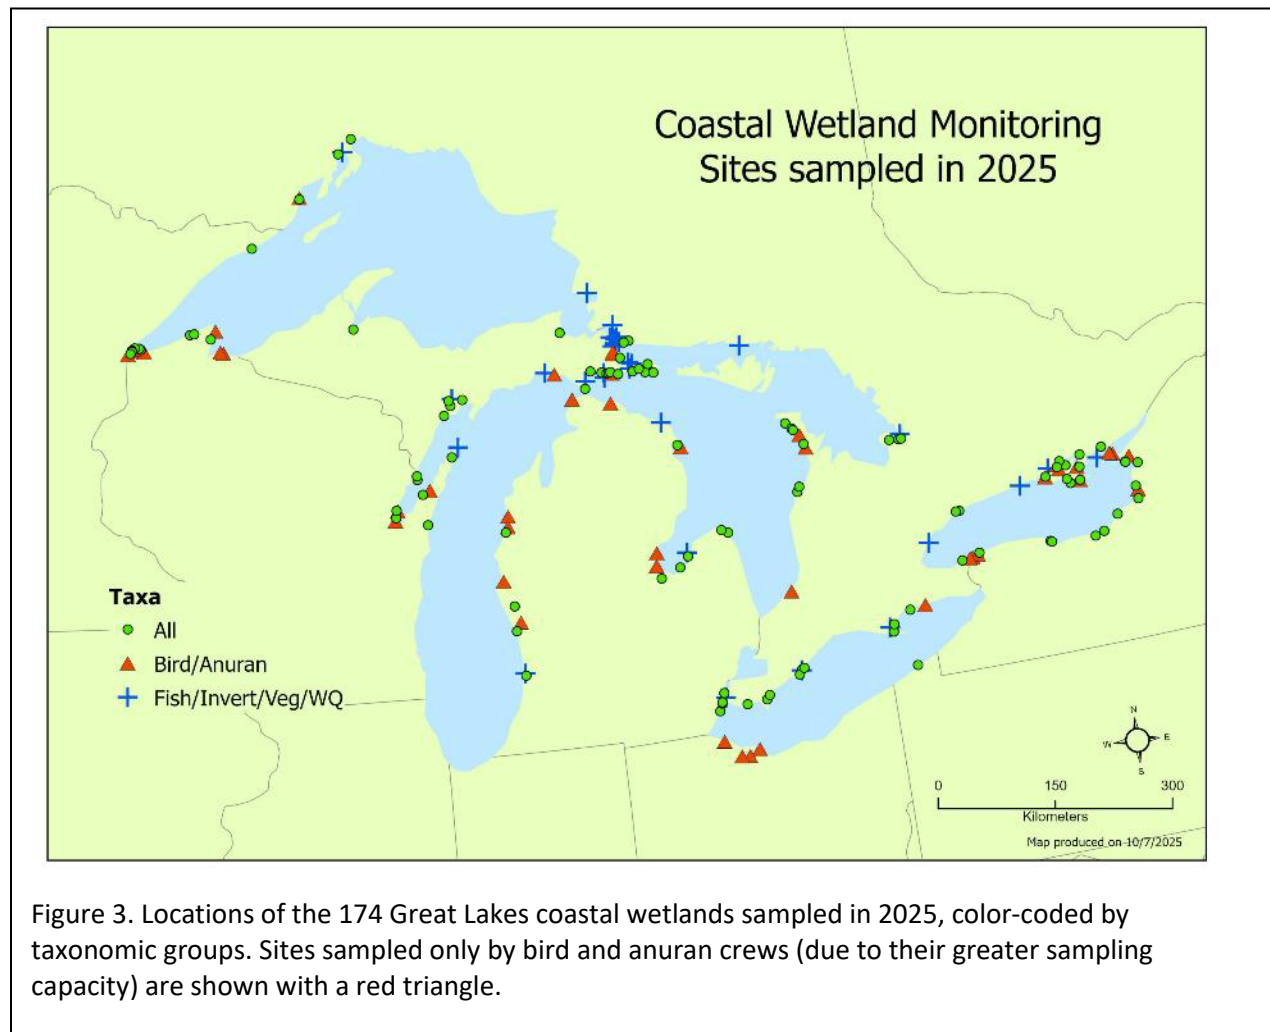 Coastal Wetland Monitoring
Sites sampled in 2025
Taxa
All
Bird/Anuran
Fish/Invert/Veg/WQ
N
W
E
S
0 150 300
Kilometers
Map produced on 10/7/2025
Figure 3. Locations of the 174 Great Lakes coastal wetlands sampled in 2025, color-coded by
taxonomic groups. Sites sampled only by bird and anuran crews (due to their greater sampling
capacity) are shown with a red triangle.